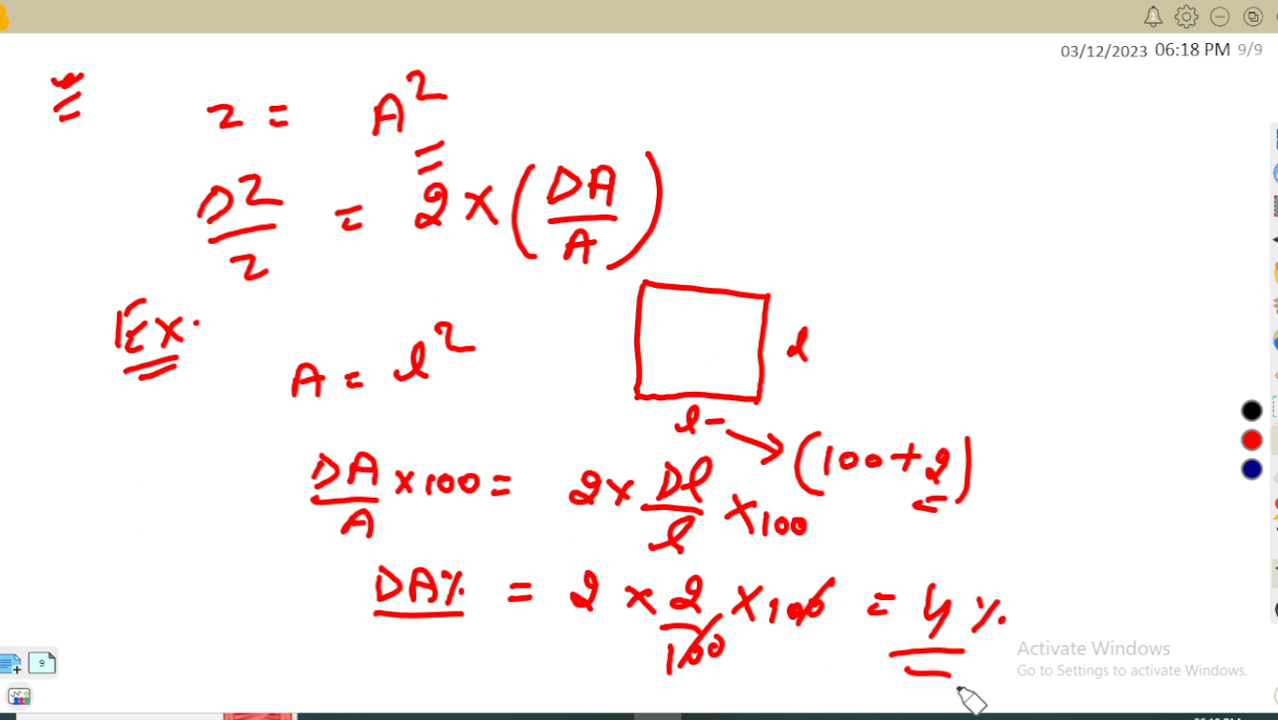 03/12/2023 06:18 PM 9/9
z = A²
Δz/z = 2 × (ΔA/A)
Ex.
A = l²
l
l
(100 + 2)
ΔA/A × 100 = 2 × Δl/l × 100
ΔA% = 2 × 2/100 × 100 = 4%
Activate Windows
Go to Settings to activate Windows.
9